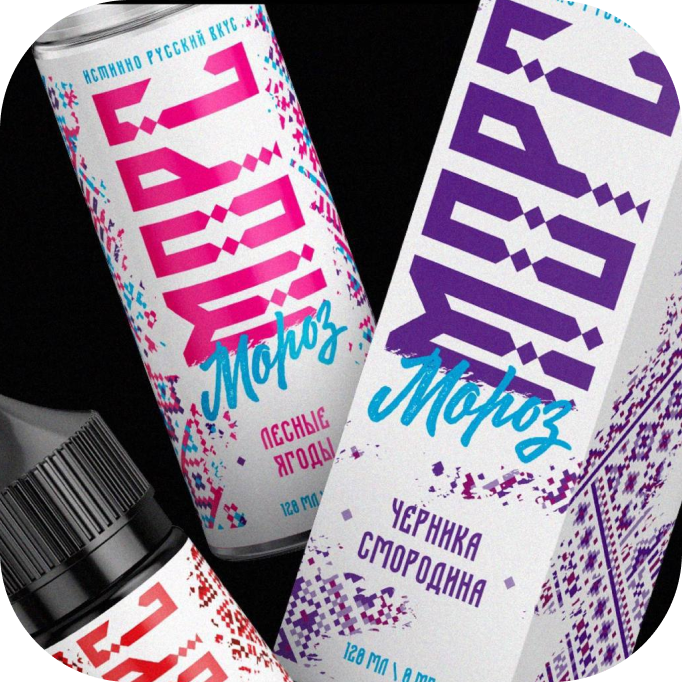 ИСТИННО РУССКИЙ ВКУС
МОРС
Мороз
ЛЕСНЫЕ
ЯГОДЫ
120 МЛ
МОРС
Мороз
ЧЕРНИКА
СМОРОДИНА
120 МЛ / 0 МГ